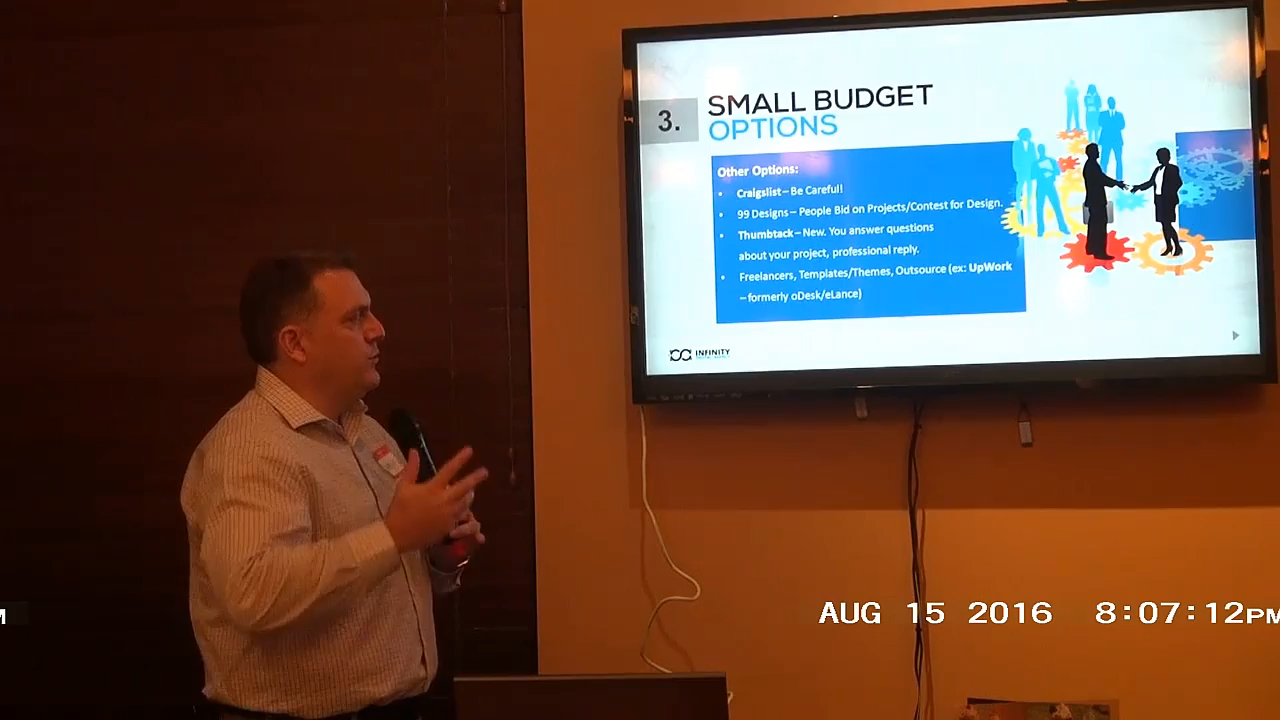 3.
SMALL BUDGET
OPTIONS
Other Options:
• Craigslist – Be Careful!
• 99 Designs – People Bid on Projects/Contest for Design.
• Thumbtack – New. You answer questions
about your project, professional reply.
• Freelancers, Templates/Themes, Outsource (ex: UpWork
– formerly oDesk/eLance)
INFINITY
M
AUG 15 2016 8:07:12PM